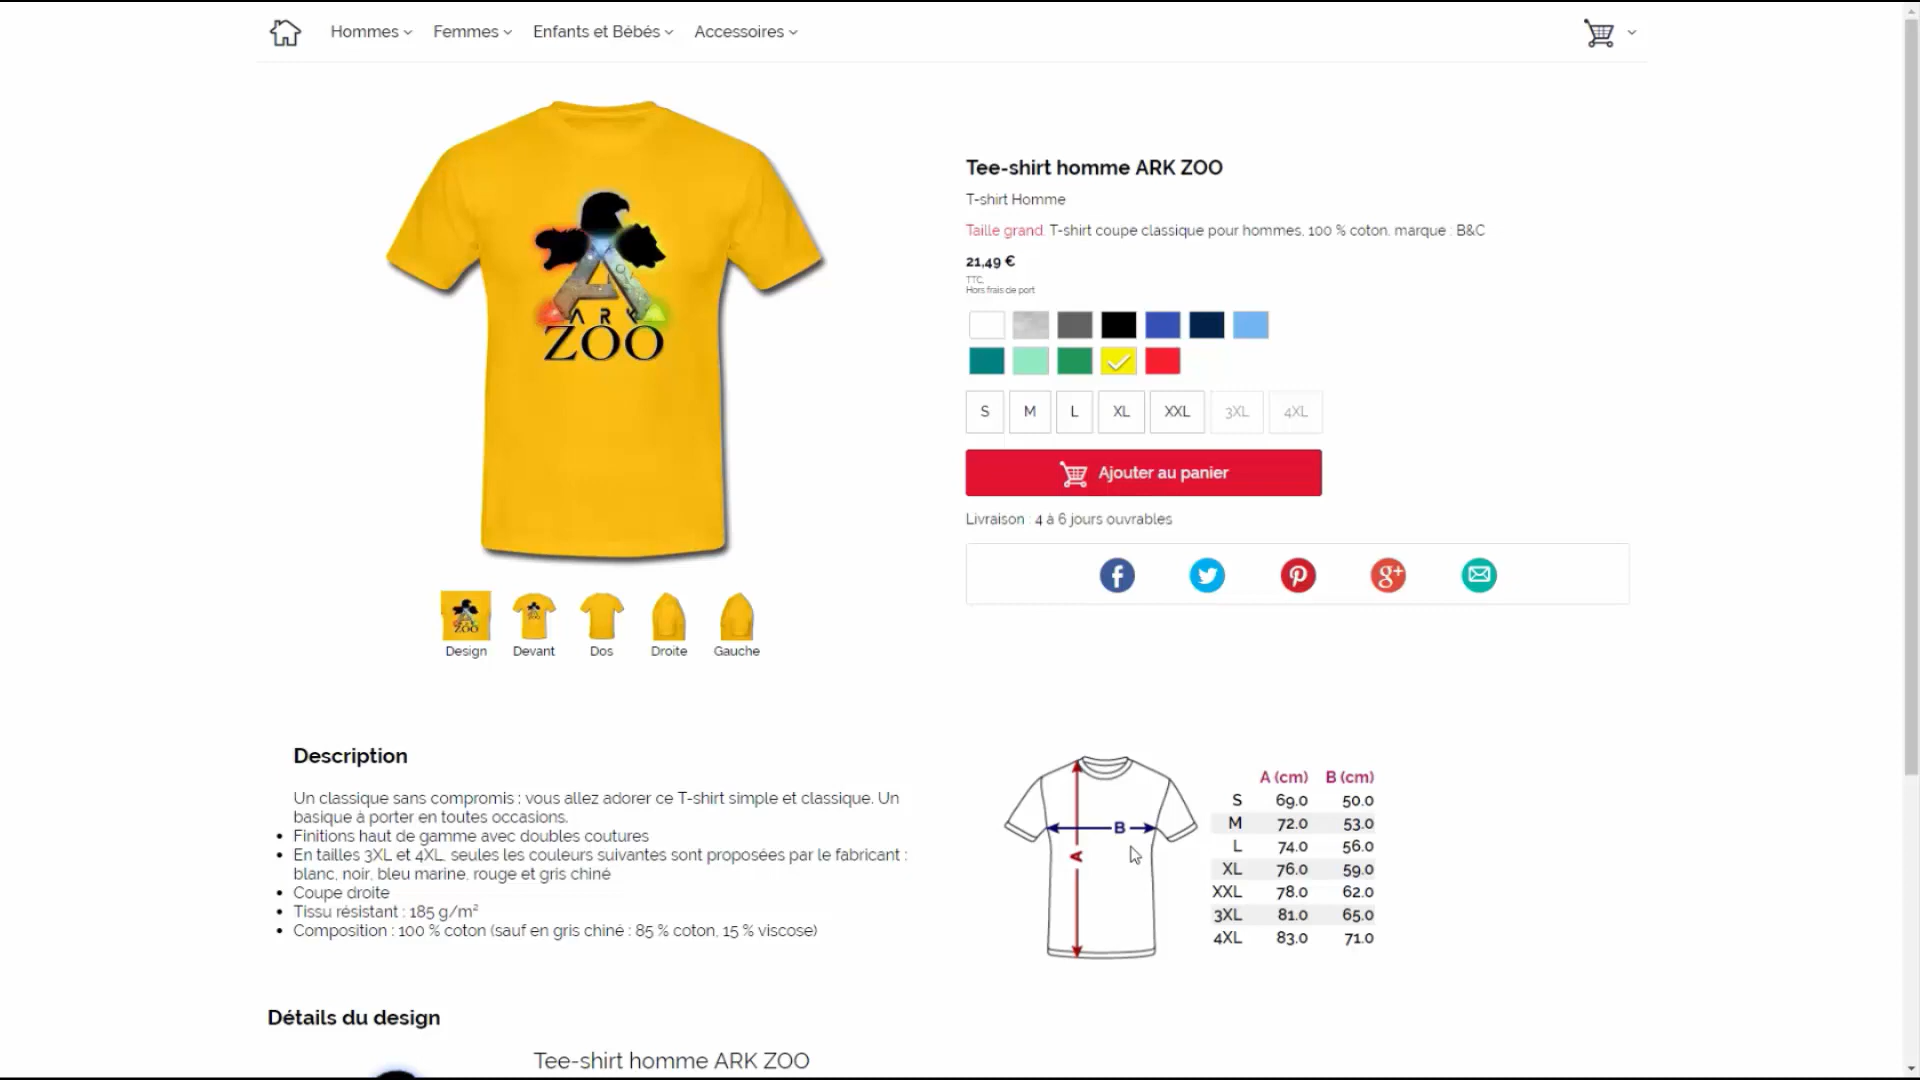 Hommes Femmes Enfants et Bébés Accessoires
ARK
ZOO
Tee-shirt homme ARK ZOO
T-shirt Homme
Taille grand. T-shirt coupe classique pour hommes, 100 % coton, marque : B&C
21,49 €
TTC,
Hors frais de port
S M L XL XXL 3XL 4XL
Ajouter au panier
Livraison : 4 à 6 jours ouvrables
Design Devant Dos Droite Gauche
Description
Un classique sans compromis : vous allez adorer ce T-shirt simple et classique. Un
basique à porter en toutes occasions.
• Finitions haut de gamme avec doubles coutures
• En tailles 3XL et 4XL, seules les couleurs suivantes sont proposées par le fabricant :
blanc, noir, bleu marine, rouge et gris chiné
• Coupe droite
• Tissu résistant : 185 g/m²
• Composition : 100 % coton (sauf en gris chiné : 85 % coton, 15 % viscose)
A B
A (cm) B (cm)
S 69.0 50.0
M 72.0 53.0
L 74.0 56.0
XL 76.0 59.0
XXL 78.0 62.0
3XL 81.0 65.0
4XL 83.0 71.0
Détails du design
Tee-shirt homme ARK ZOO